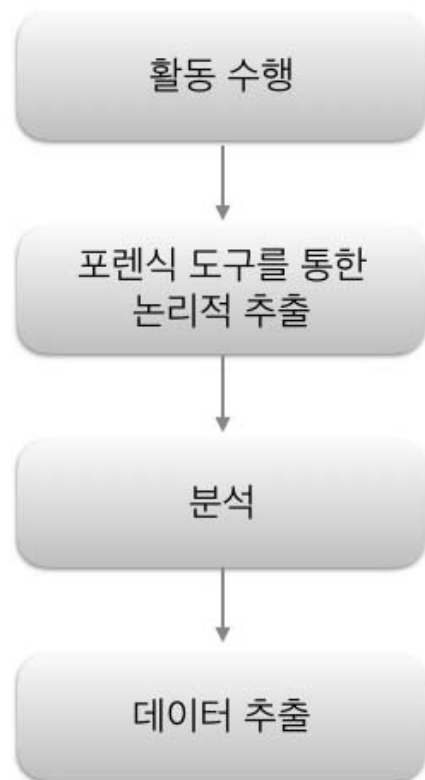 활동 수행
포렌식 도구를 통한
논리적 추출
분석
데이터 추출